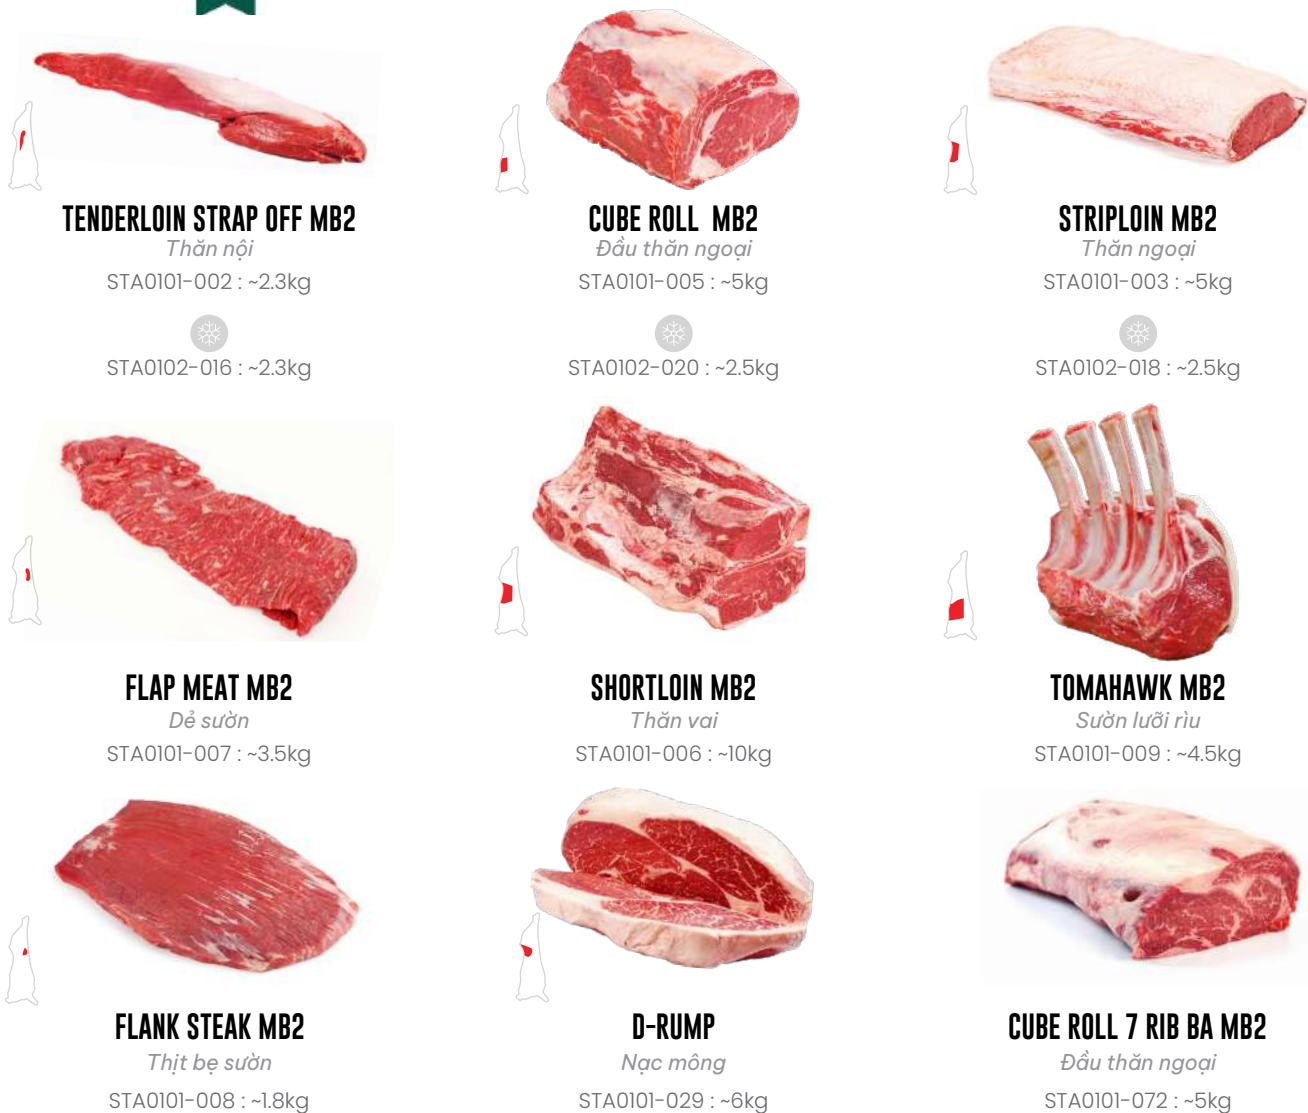 TENDERLOIN STRAP OFF MB2
Thăn nội
STA0101-002 : ~2.3kg
STA0102-016 : ~2.3kg
CUBE ROLL MB2
Đầu thăn ngoại
STA0101-005 : ~5kg
STA0102-020 : ~2.5kg
STRIPLOIN MB2
Thăn ngoại
STA0101-003 : ~5kg
STA0102-018 : ~2.5kg
FLAP MEAT MB2
Dẻ sườn
STA0101-007 : ~3.5kg
SHORTLOIN MB2
Thăn vai
STA0101-006 : ~10kg
TOMAHAWK MB2
Sườn lưỡi rìu
STA0101-009 : ~4.5kg
FLANK STEAK MB2
Thịt bẹ sườn
STA0101-008 : ~1.8kg
D-RUMP
Nạc mông
STA0101-029 : ~6kg
CUBE ROLL 7 RIB BA MB2
Đầu thăn ngoại
STA0101-072 : ~5kg